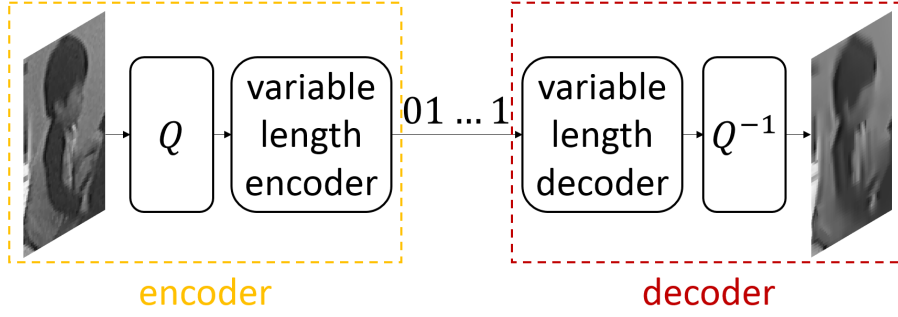 Q
variable
length
encoder
01 … 1
variable
length
decoder
Q⁻¹
encoder
decoder